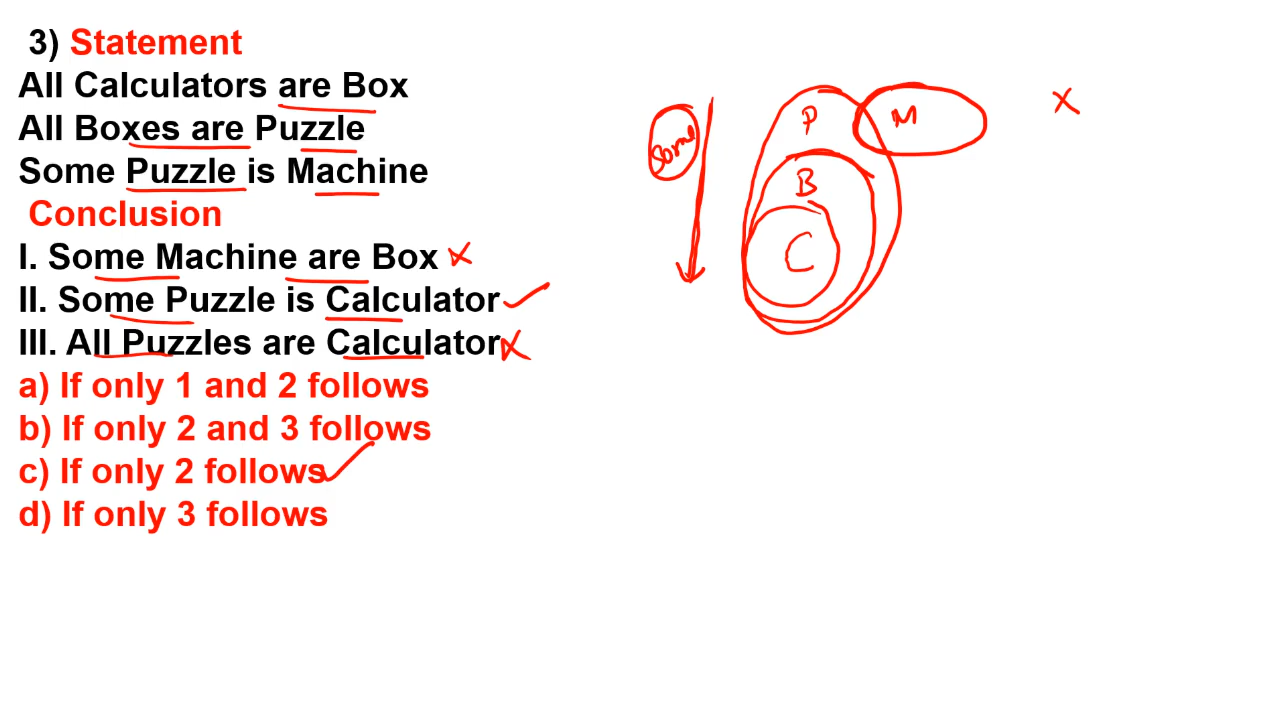 3) Statement
All Calculators are Box
All Boxes are Puzzle
Some Puzzle is Machine
Conclusion
I. Some Machine are Box
II. Some Puzzle is Calculator
III. All Puzzles are Calculator
a) If only 1 and 2 follows
b) If only 2 and 3 follows
c) If only 2 follows
d) If only 3 follows
Some
P
M
B
C